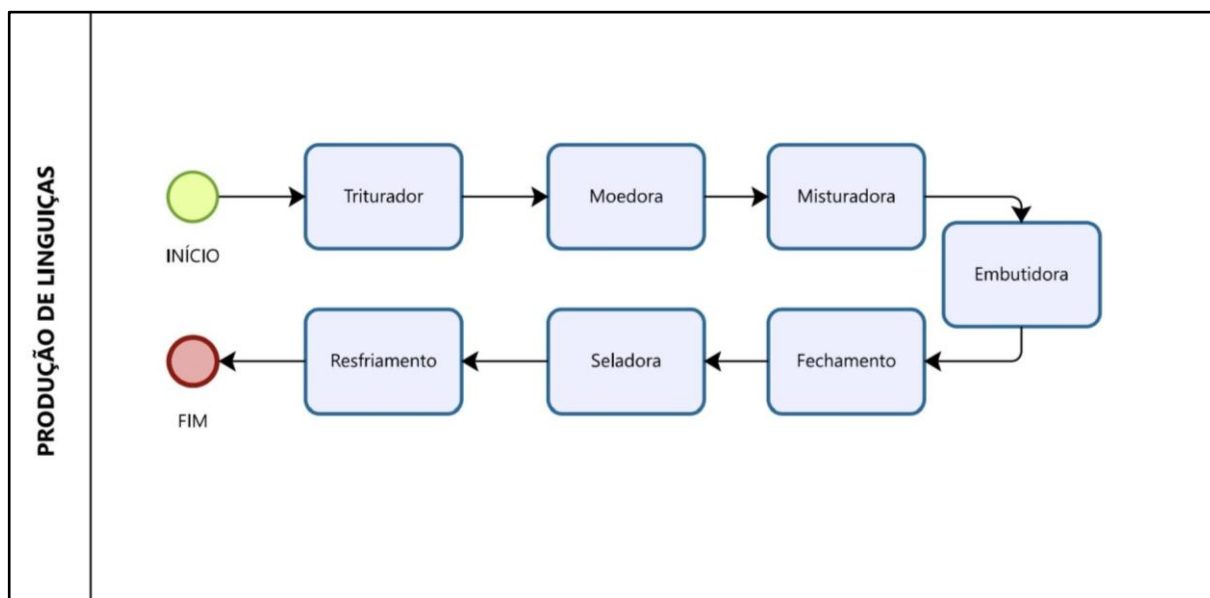 PRODUÇÃO DE LINGUIÇAS
INÍCIO
Triturador
Moedora
Misturadora
Embutidora
Fechamento
Seladora
Resfriamento
FIM